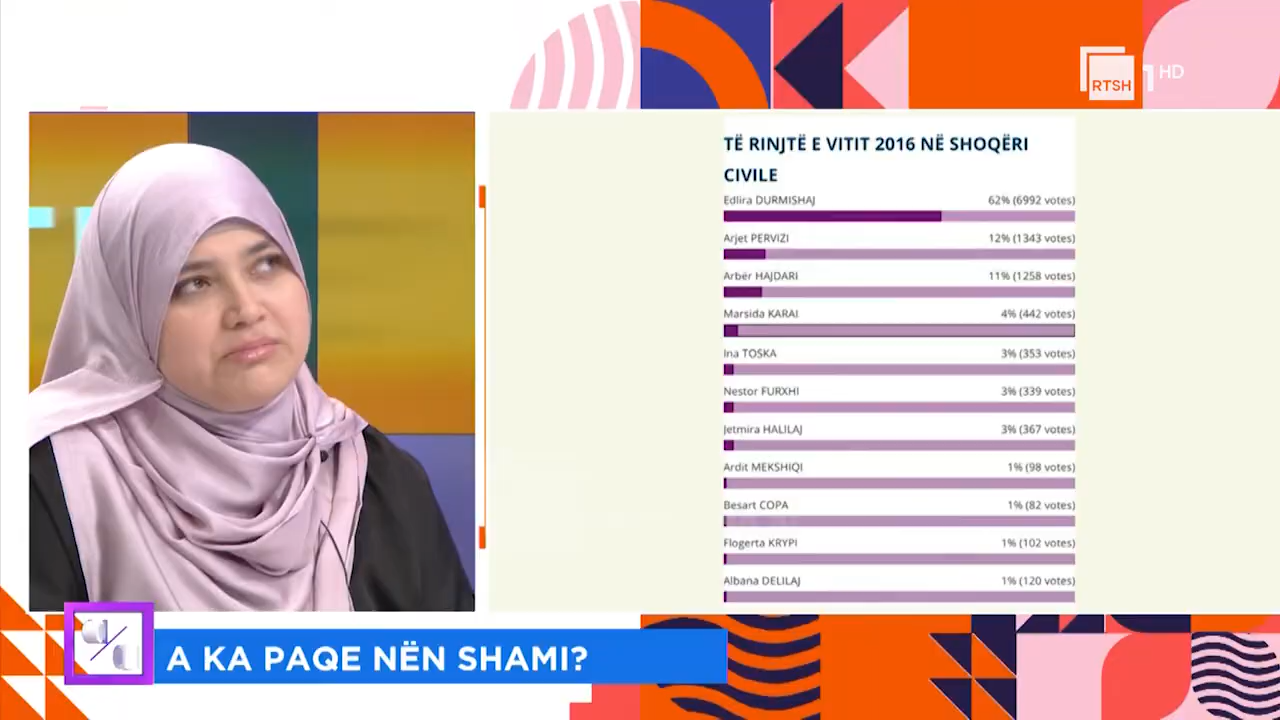 RTSH
1 HD
TË RINJTË E VITIT 2016 NË SHOQËRI
CIVILE
Edlira DURMISHAJ 62% (6992 votes)
Arjet PERVIZI 12% (1343 votes)
Arbër HAJDARI 11% (1258 votes)
Marsida KARAI 4% (442 votes)
Ina TOSKA 3% (353 votes)
Nestor FURXHI 3% (339 votes)
Jetmira HALILAJ 3% (367 votes)
Ardit MEKSHIQI 1% (98 votes)
Besart COPA 1% (82 votes)
Flogerta KRYPI 1% (102 votes)
Albana DELILAJ 1% (120 votes)
A KA PAQE NËN SHAMI?